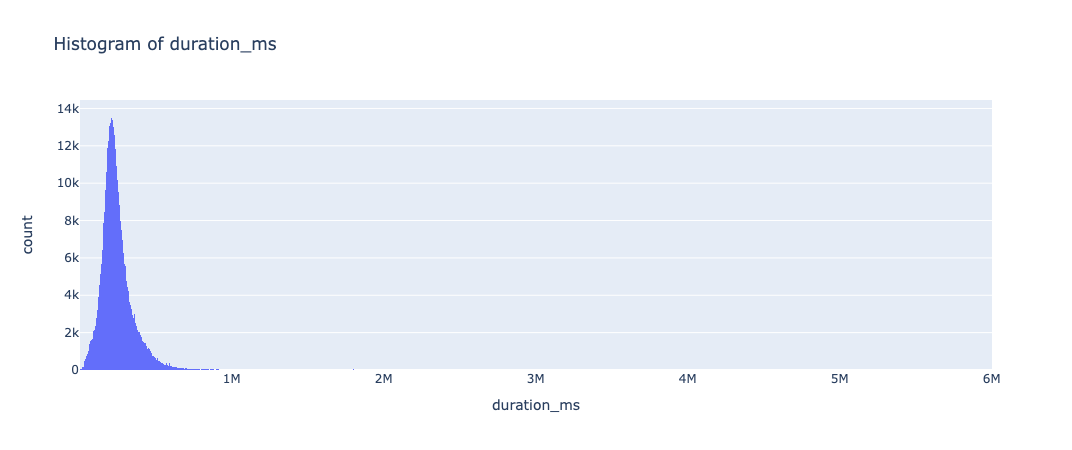 Histogram of duration_ms
14k
12k
10k
8k
6k
4k
2k
0
count
1M
2M
3M
4M
5M
6M
duration_ms